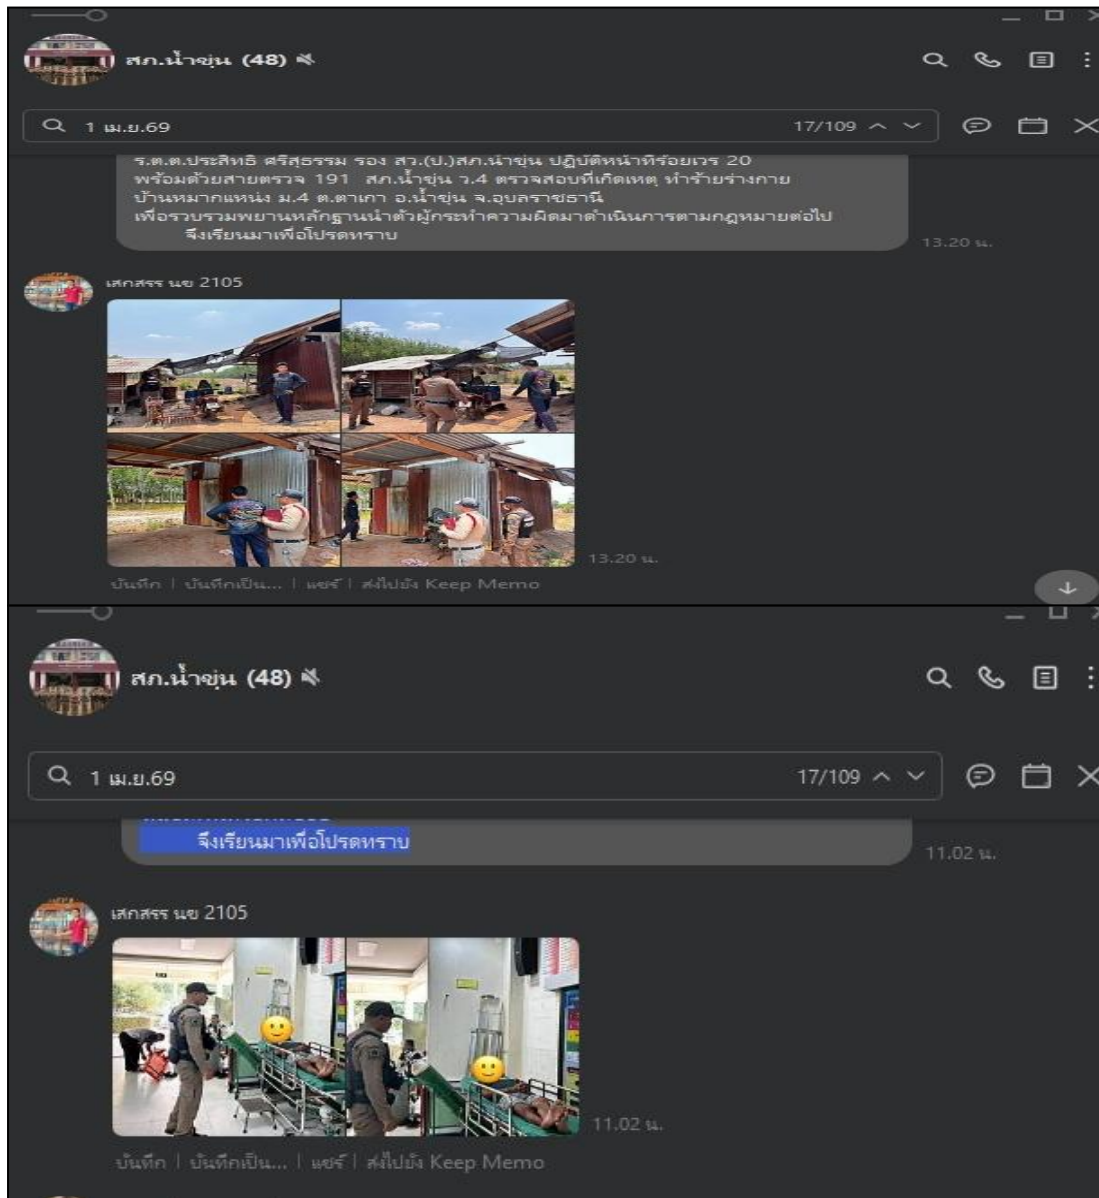 สภ.น้ำขุ่น (48)
1 เม.ย.69
17/109
ร.ต.ต.ประสิทธิ์ ศรีสุธรรม รอง สว.(ป.)สภ.น้ำขุ่น ปฏิบัติหน้าที่ร้อยเวร 20
พร้อมด้วยสายตรวจ 191 สภ.น้ำขุ่น ว.4 ตรวจสอบที่เกิดเหตุ ทำร้ายร่างกาย
บ้านหมากแหน่ง ม.4 ต.ตาเกา อ.น้ำขุ่น จ.อุบลราชธานี
เพื่อรวบรวมพยานหลักฐานนำตัวผู้กระทำความผิดมาดำเนินการตามกฎหมายต่อไป
จึงเรียนมาเพื่อโปรดทราบ
13.20 น.
เสกสรร นข 2105
13.20 น.
บันทึก | บันทึกเป็น... | แชร์ | ส่งไปยัง Keep Memo
สภ.น้ำขุ่น (48)
1 เม.ย.69
17/109
จึงเรียนมาเพื่อโปรดทราบ
11.02 น.
เสกสรร นข 2105
11.02 น.
บันทึก | บันทึกเป็น... | แชร์ | ส่งไปยัง Keep Memo